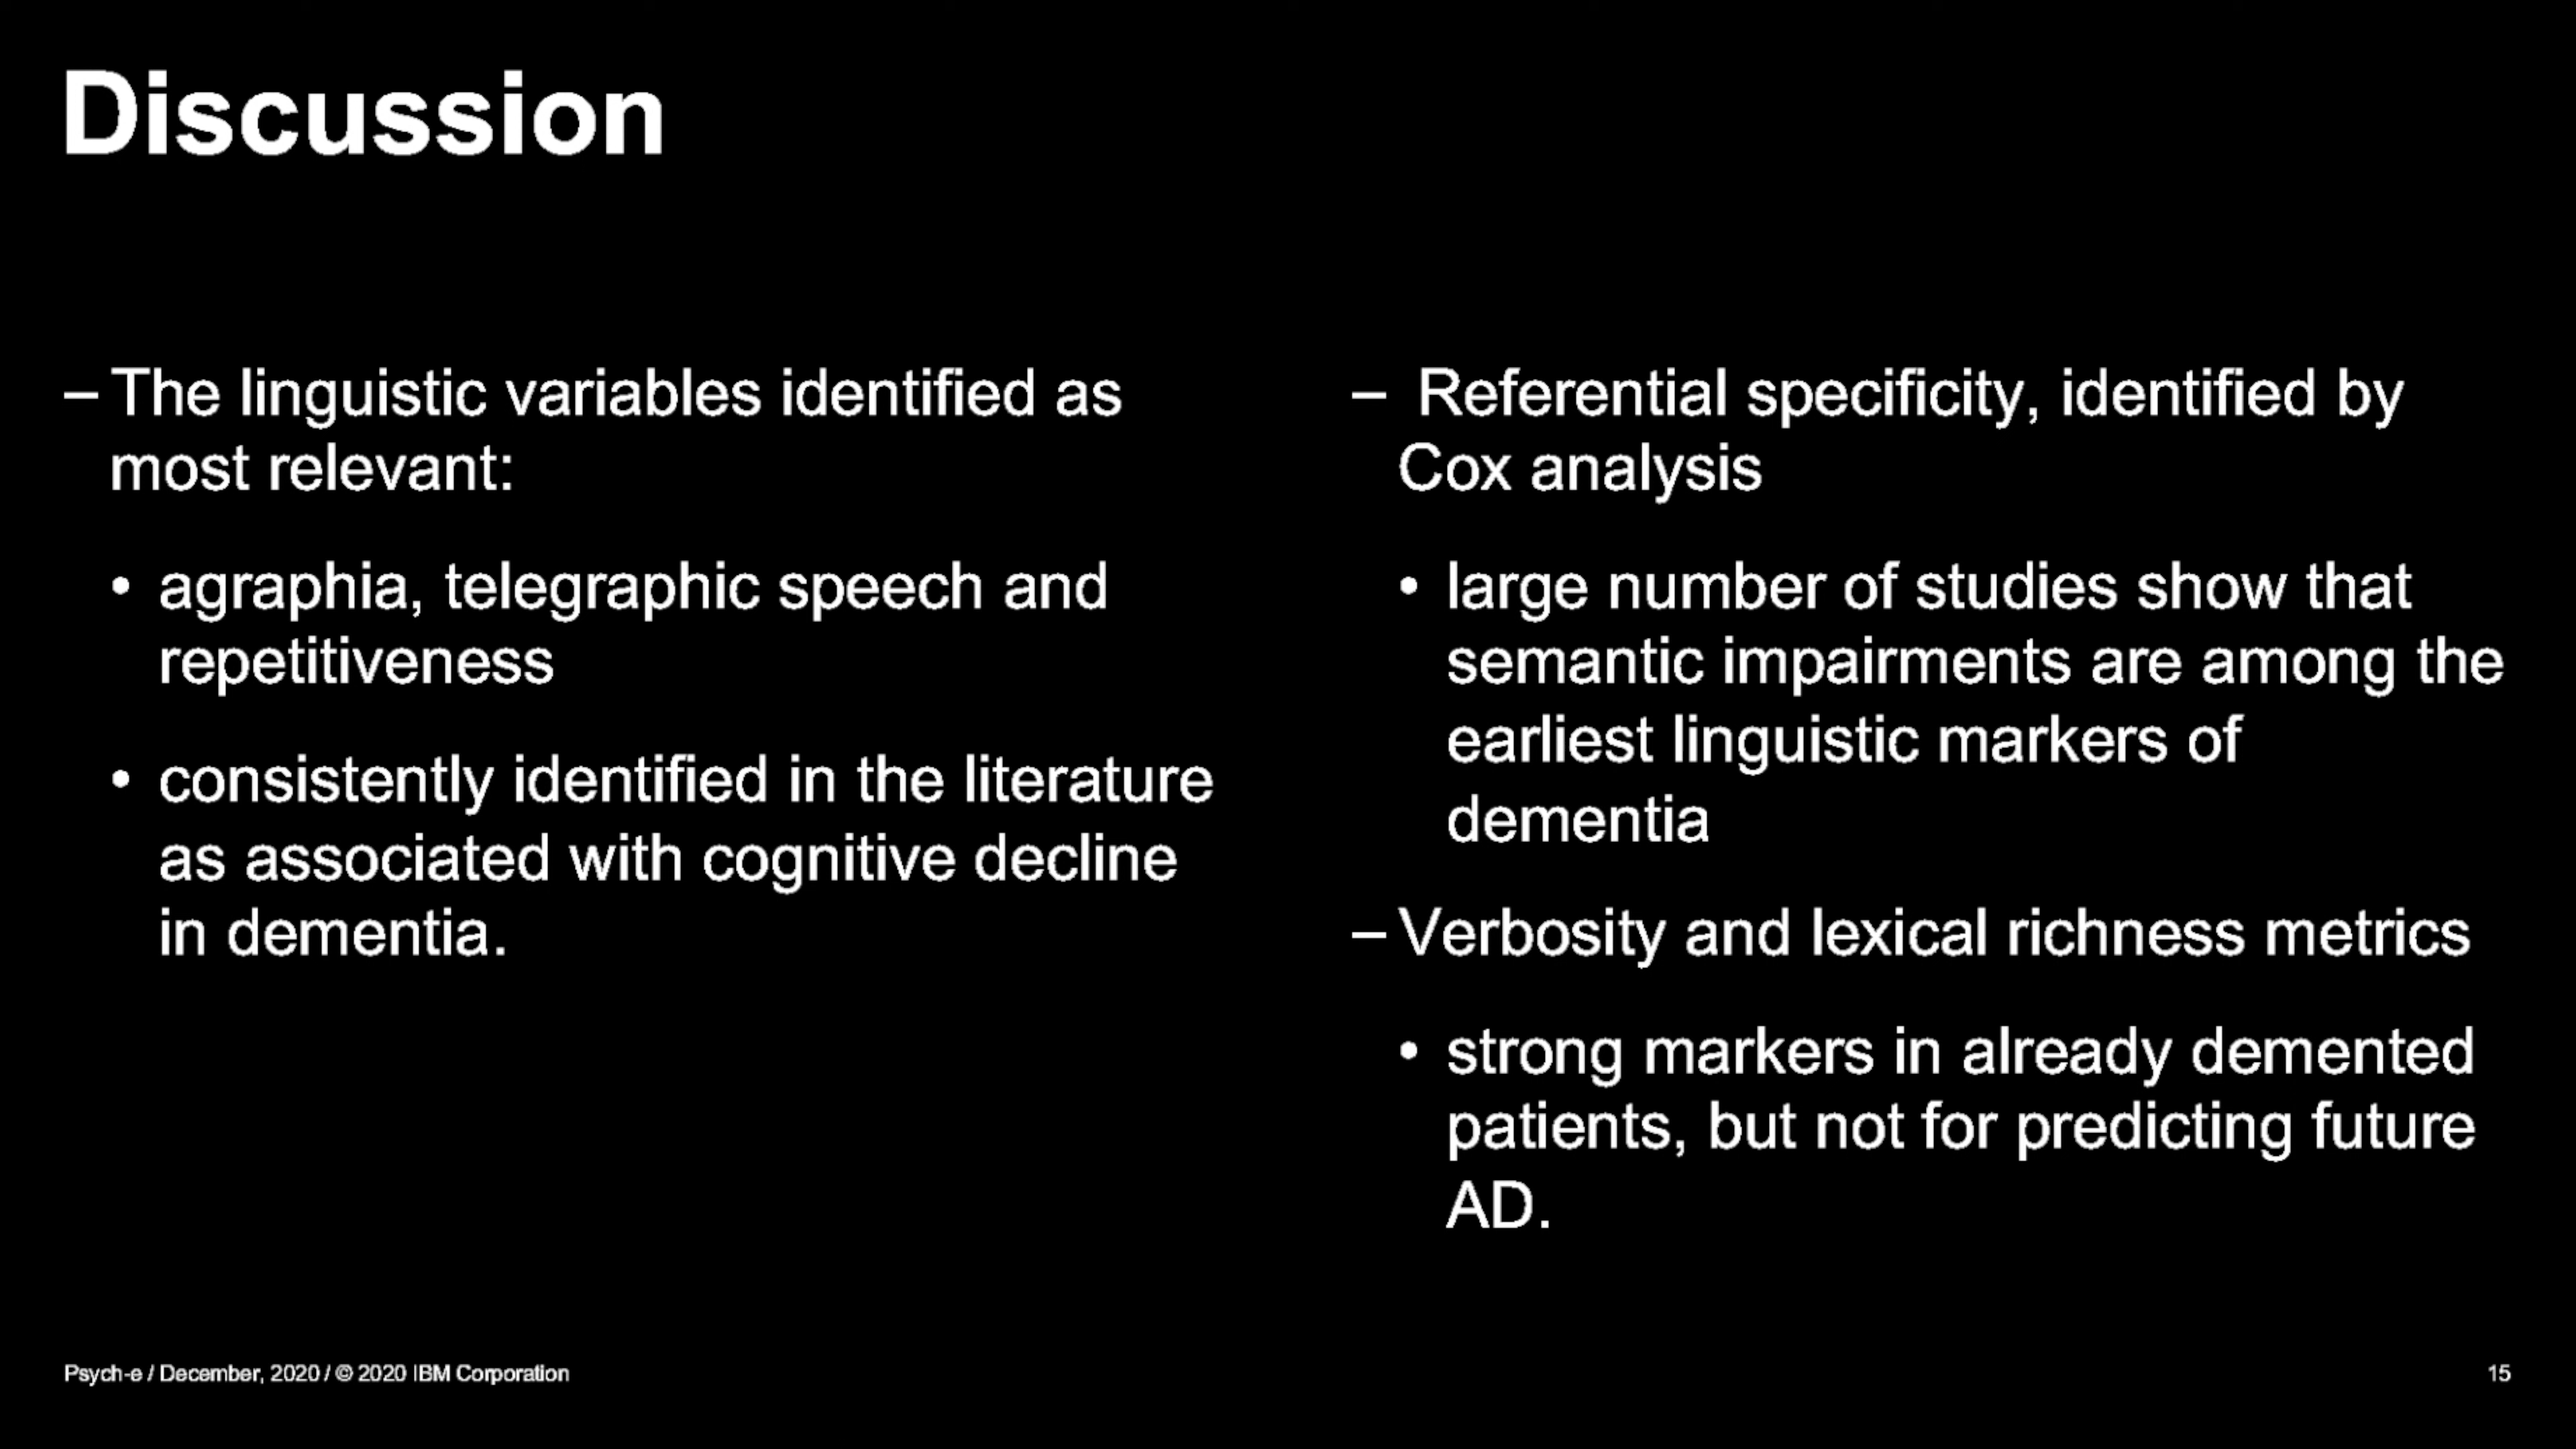 Discussion
– The linguistic variables identified as
most relevant:
• agraphia, telegraphic speech and
repetitiveness
• consistently identified in the literature
as associated with cognitive decline
in dementia.
– Referential specificity, identified by
Cox analysis
• large number of studies show that
semantic impairments are among the
earliest linguistic markers of
dementia
– Verbosity and lexical richness metrics
• strong markers in already demented
patients, but not for predicting future
AD.
Psych-e / December, 2020 / © 2020 IBM Corporation
15